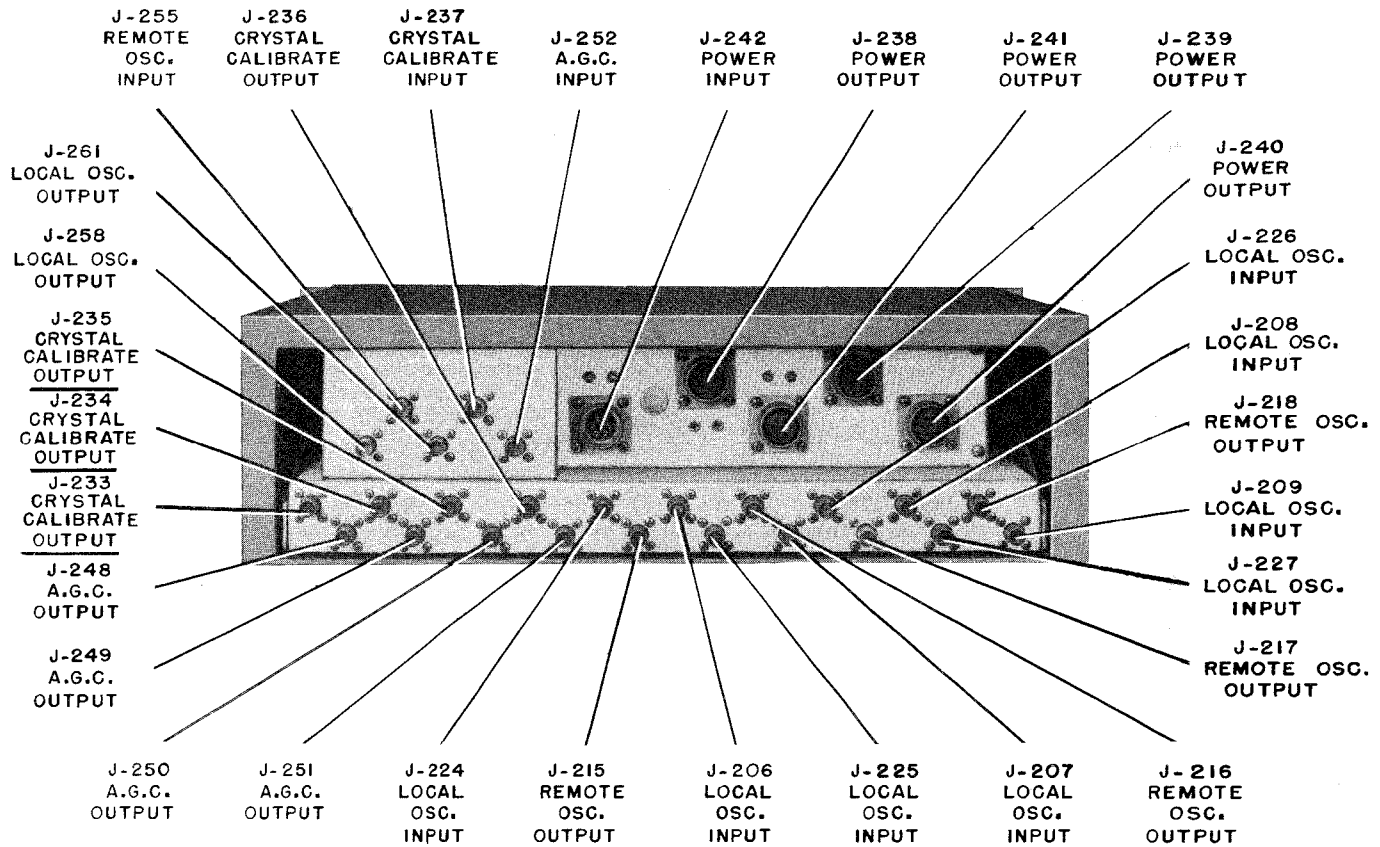 J-255
REMOTE
OSC.
INPUT
J-236
CRYSTAL
CALIBRATE
OUTPUT
J-237
CRYSTAL
CALIBRATE
INPUT
J-252
A.G.C.
INPUT
J-242
POWER
INPUT
J-238
POWER
OUTPUT
J-241
POWER
OUTPUT
J-239
POWER
OUTPUT
J-261
LOCAL OSC.
OUTPUT
J-258
LOCAL OSC.
OUTPUT
J-235
CRYSTAL
CALIBRATE
OUTPUT
J-234
CRYSTAL
CALIBRATE
OUTPUT
J-233
CRYSTAL
CALIBRATE
OUTPUT
J-248
A.G.C.
OUTPUT
J-249
A.G.C.
OUTPUT
J-240
POWER
OUTPUT
J-226
LOCAL OSC.
INPUT
J-208
LOCAL OSC.
INPUT
J-218
REMOTE OSC.
OUTPUT
J-209
LOCAL OSC.
INPUT
J-227
LOCAL OSC.
INPUT
J-217
REMOTE OSC.
OUTPUT
J-250
A.G.C.
OUTPUT
J-251
A.G.C.
OUTPUT
J-224
LOCAL
OSC.
INPUT
J-215
REMOTE
OSC.
OUTPUT
J-206
LOCAL
OSC.
INPUT
J-225
LOCAL
OSC.
INPUT
J-207
LOCAL
OSC.
INPUT
J-216
REMOTE
OSC.
OUTPUT